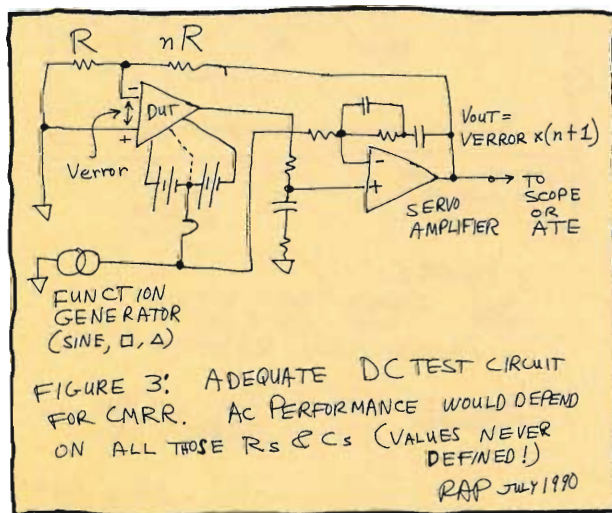 R
nR
-
DUT
+
Verror
VOUT =
VERROR × (n+1)
-
+
SERVO
AMPLIFIER
TO
SCOPE
OR
ATE
FUNCTION
GENERATOR
(SINE, □, △)
FIGURE 3: ADEQUATE DC TEST CIRCUIT
FOR CMRR. AC PERFORMANCE WOULD DEPEND
ON ALL THOSE Rs & Cs (VALUES NEVER
DEFINED!)
RAP JULY 1990